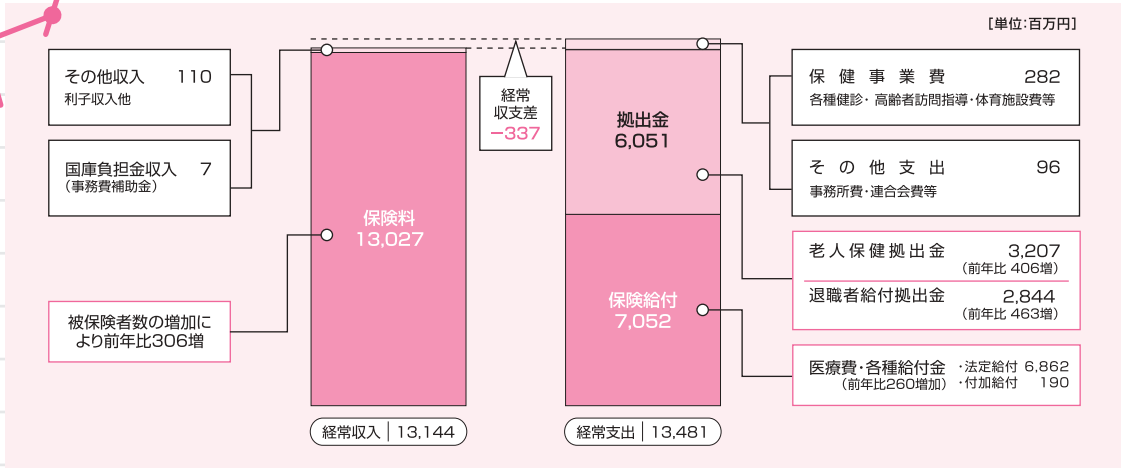 [単位:百万円]
その他収入 110
利子収入他
国庫負担金収入 7
(事務費補助金)
被保険者数の増加に
より前年比306増
保険料
13,027
経常収入 13,144
経常
収支差
−337
拠出金
6,051
保険給付
7,052
経常支出 13,481
保健事業費 282
各種健診・高齢者訪問指導・体育施設費等
その他支出 96
事務所費・連合会費等
老人保健拠出金 3,207
(前年比 406増)
退職者給付拠出金 2,844
(前年比 463増)
医療費・各種給付金 ・法定給付 6,862
(前年比260増加) ・付加給付 190